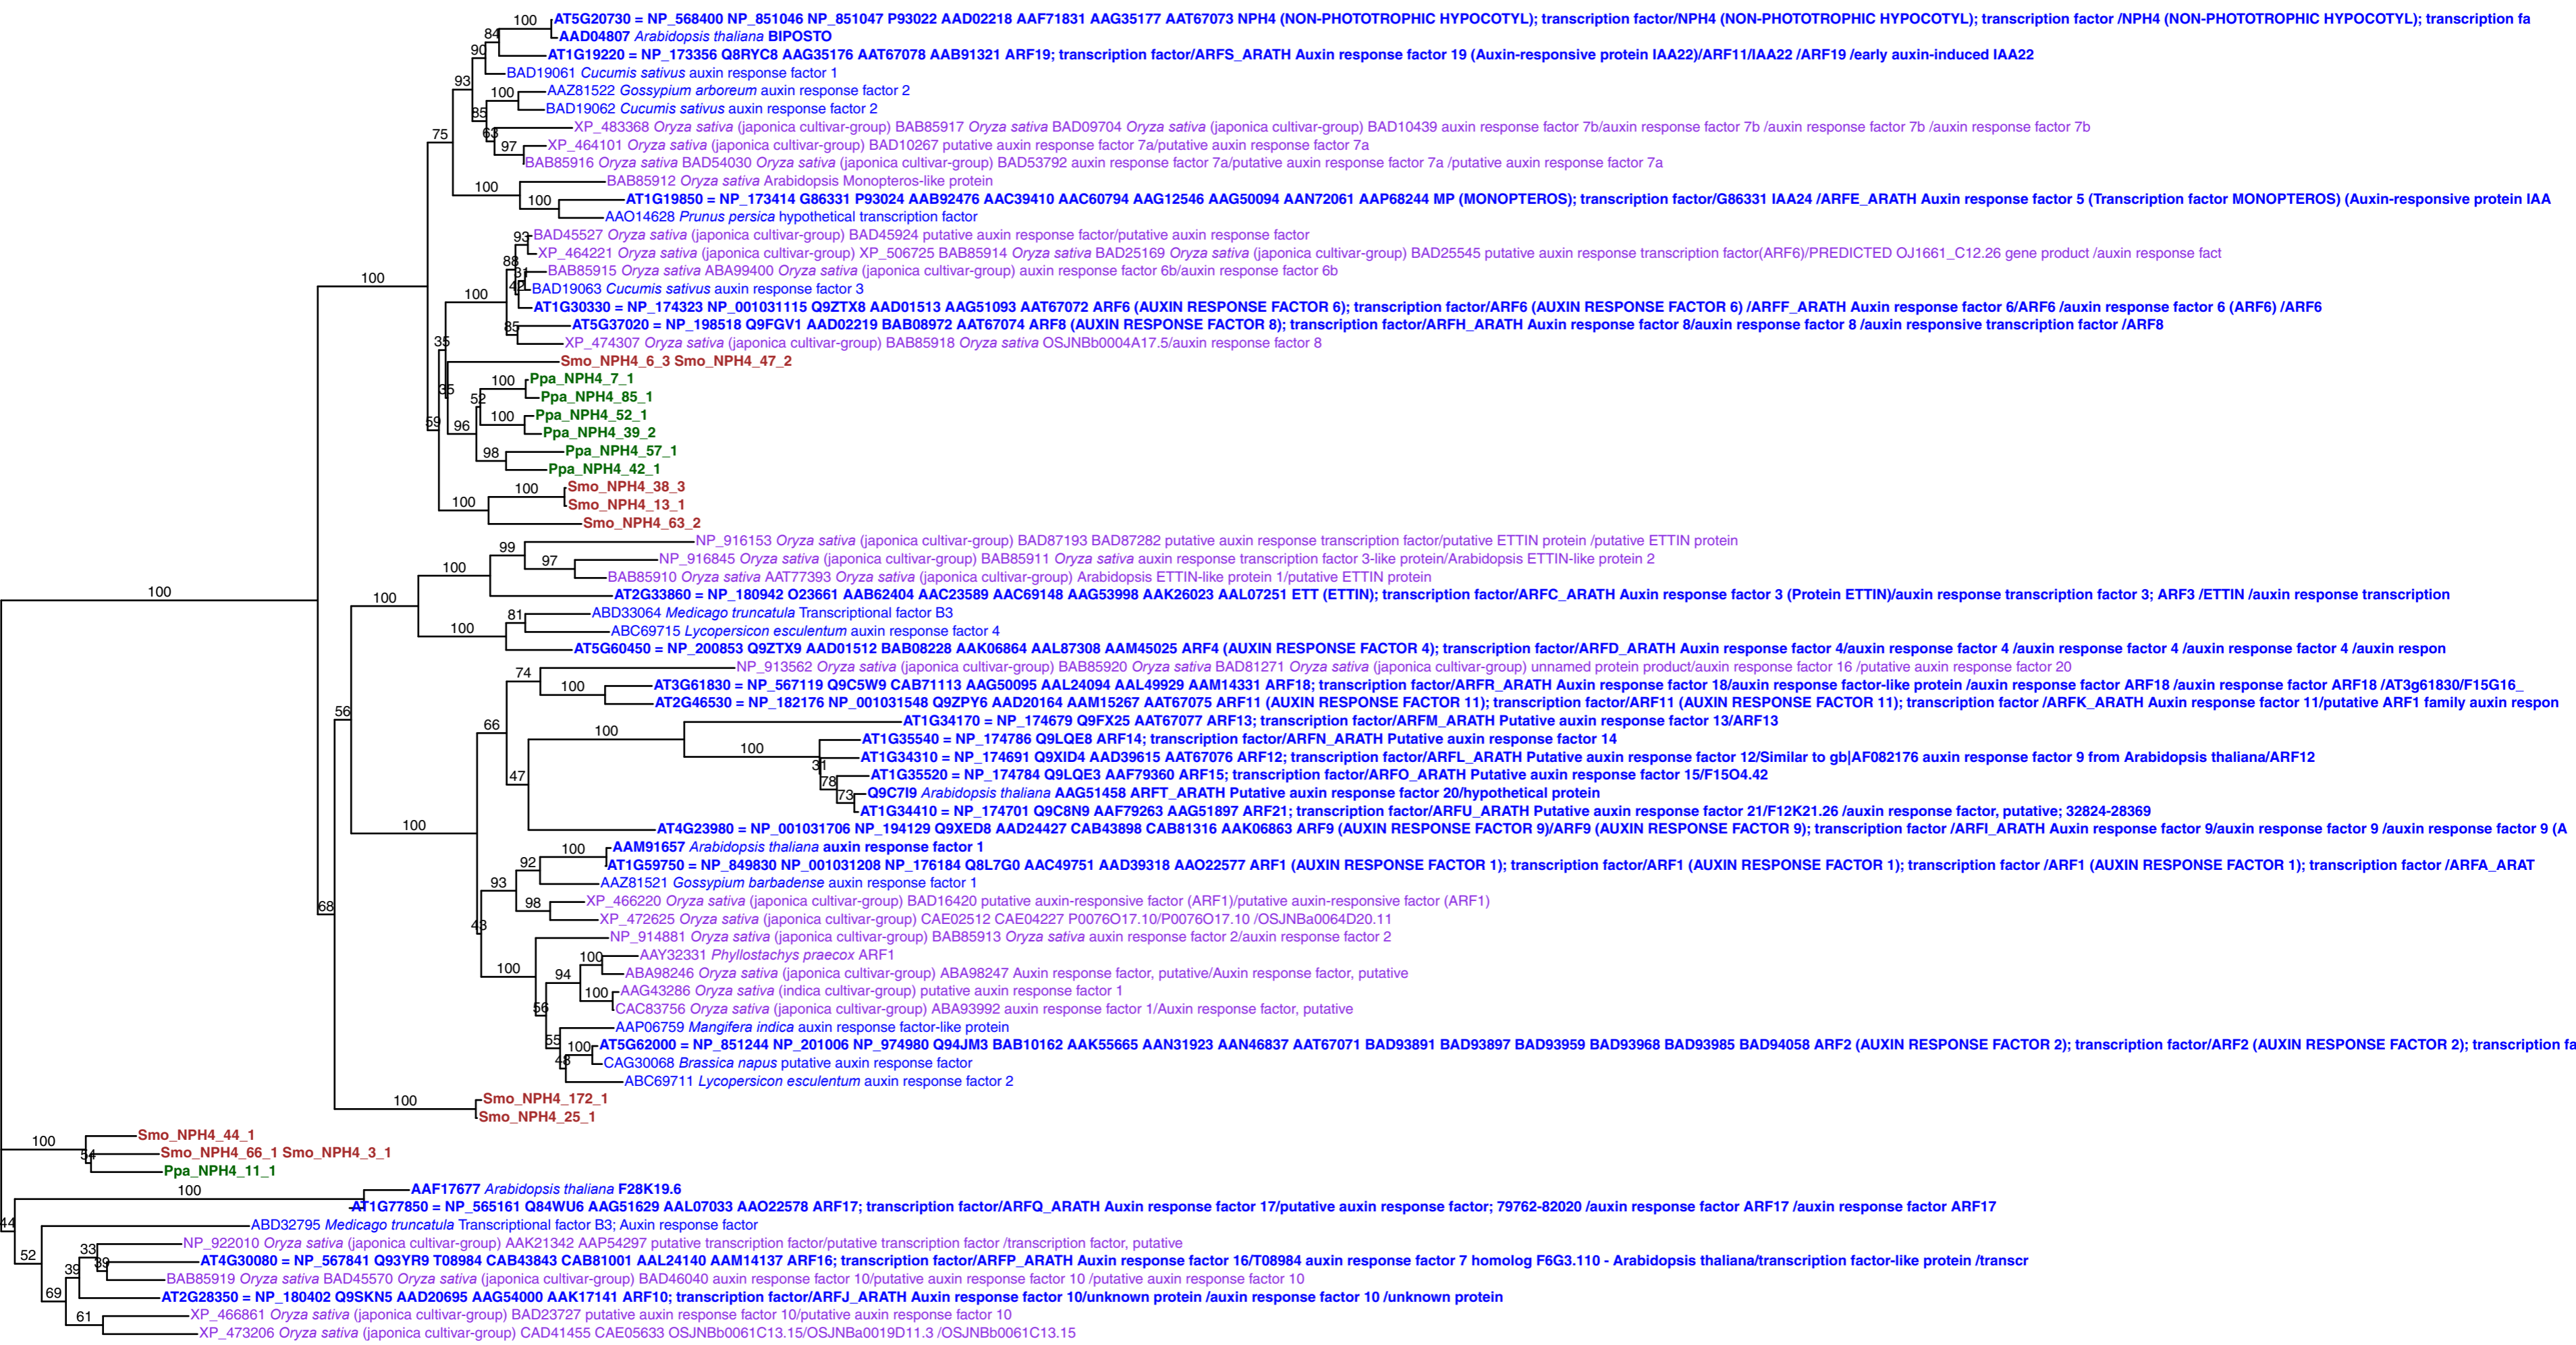 100 AT5G20730 = NP_568400 NP_851046 NP_851047 P93022 AAD02218 AAF71831 AAG35177 AAT67073 NPH4 (NON-PHOTOTROPHIC HYPOCOTYL); transcription factor/NPH4 (NON-PHOTOTROPHIC HYPOCOTYL); transcription factor /NPH4 (NON-PHOTOTROPHIC HYPOCOTYL); transcription fa
84 AAD04807 Arabidopsis thaliana BIPOSTO
90 AT1G19220 = NP_173356 Q8RYC8 AAG35176 AAT67078 AAB91321 ARF19; transcription factor/ARFS_ARATH Auxin response factor 19 (Auxin-responsive protein IAA22)/ARF11/IAA22 /ARF19 /early auxin-induced IAA22
93 BAD19061 Cucumis sativus auxin response factor 1
100 AAZ81522 Gossypium arboreum auxin response factor 2
85 BAD19062 Cucumis sativus auxin response factor 2
75 63 XP_483368 Oryza sativa (japonica cultivar-group) BAB85917 Oryza sativa BAD09704 Oryza sativa (japonica cultivar-group) BAD10439 auxin response factor 7b/auxin response factor 7b /auxin response factor 7b /auxin response factor 7b
97 XP_464101 Oryza sativa (japonica cultivar-group) BAD10267 putative auxin response factor 7a/putative auxin response factor 7a
BAB85916 Oryza sativa BAD54030 Oryza sativa (japonica cultivar-group) BAD53792 auxin response factor 7a/putative auxin response factor 7a /putative auxin response factor 7a
100 BAB85912 Oryza sativa Arabidopsis Monopteros-like protein
100 AT1G19850 = NP_173414 G86331 P93024 AAB92476 AAC39410 AAC60794 AAG12546 AAG50094 AAN72061 AAP68244 MP (MONOPTEROS); transcription factor/G86331 IAA24 /ARFE_ARATH Auxin response factor 5 (Transcription factor MONOPTEROS) (Auxin-responsive protein IAA
AAO14628 Prunus persica hypothetical transcription factor
93 BAD45527 Oryza sativa (japonica cultivar-group) BAD45924 putative auxin response factor/putative auxin response factor
88 XP_464221 Oryza sativa (japonica cultivar-group) XP_506725 BAB85914 Oryza sativa BAD25169 Oryza sativa (japonica cultivar-group) BAD25545 putative auxin response transcription factor(ARF6)/PREDICTED OJ1661_C12.26 gene product /auxin response fact
100 BAB85915 Oryza sativa ABA99400 Oryza sativa (japonica cultivar-group) auxin response factor 6b/auxin response factor 6b
BAD19063 Cucumis sativus auxin response factor 3
100 AT1G30330 = NP_174323 NP_001031115 Q9ZTX8 AAD01513 AAG51093 AAT67072 ARF6 (AUXIN RESPONSE FACTOR 6); transcription factor/ARF6 (AUXIN RESPONSE FACTOR 6) /ARFF_ARATH Auxin response factor 6/ARF6 /auxin response factor 6 (ARF6) /ARF6
85 AT5G37020 = NP_198518 Q9FGV1 AAD02219 BAB08972 AAT67074 ARF8 (AUXIN RESPONSE FACTOR 8); transcription factor/ARFH_ARATH Auxin response factor 8/auxin response factor 8 /auxin responsive transcription factor /ARF8
35 XP_474307 Oryza sativa (japonica cultivar-group) BAB85918 Oryza sativa OSJNBb0004A17.5/auxin response factor 8
Smo_NPH4_6_3 Smo_NPH4_47_2
100 Ppa_NPH4_7_1
35 52 Ppa_NPH4_85_1
100 Ppa_NPH4_52_1
59 96 Ppa_NPH4_39_2
98 Ppa_NPH4_57_1
Ppa_NPH4_42_1
100 Smo_NPH4_38_3
100 Smo_NPH4_13_1
Smo_NPH4_63_2
99 NP_916153 Oryza sativa (japonica cultivar-group) BAD87193 BAD87282 putative auxin response transcription factor/putative ETTIN protein /putative ETTIN protein
100 97 NP_916845 Oryza sativa (japonica cultivar-group) BAB85911 Oryza sativa auxin response transcription factor 3-like protein/Arabidopsis ETTIN-like protein 2
BAB85910 Oryza sativa AAT77393 Oryza sativa (japonica cultivar-group) Arabidopsis ETTIN-like protein 1/putative ETTIN protein
100 100 AT2G33860 = NP_180942 O23661 AAB62404 AAC23589 AAC69148 AAG53998 AAK26023 AAL07251 ETT (ETTIN); transcription factor/ARFC_ARATH Auxin response factor 3 (Protein ETTIN)/auxin response transcription factor 3; ARF3 /ETTIN /auxin response transcription
81 ABD33064 Medicago truncatula Transcriptional factor B3
100 ABC69715 Lycopersicon esculentum auxin response factor 4
AT5G60450 = NP_200853 Q9ZTX9 AAD01512 BAB08228 AAK06864 AAL87308 AAM45025 ARF4 (AUXIN RESPONSE FACTOR 4); transcription factor/ARFD_ARATH Auxin response factor 4/auxin response factor 4 /auxin response factor 4 /auxin response factor 4 /auxin respon
74 NP_913562 Oryza sativa (japonica cultivar-group) BAB85920 Oryza sativa BAD81271 Oryza sativa (japonica cultivar-group) unnamed protein product/auxin response factor 16 /putative auxin response factor 20
100 AT3G61830 = NP_567119 Q9C5W9 CAB71113 AAG50095 AAL24094 AAL49929 AAM14331 ARF18; transcription factor/ARFR_ARATH Auxin response factor 18/auxin response factor-like protein /auxin response factor ARF18 /auxin response factor ARF18 /AT3g61830/F15G16_
56 AT2G46530 = NP_182176 NP_001031548 Q9ZPY6 AAD20164 AAM15267 AAT67075 ARF11 (AUXIN RESPONSE FACTOR 11); transcription factor/ARF11 (AUXIN RESPONSE FACTOR 11); transcription factor /ARFK_ARATH Auxin response factor 11/putative ARF1 family auxin respon
66 100 AT1G34170 = NP_174679 Q9FX25 AAT67077 ARF13; transcription factor/ARFM_ARATH Putative auxin response factor 13/ARF13
100 AT1G35540 = NP_174786 Q9LQE8 ARF14; transcription factor/ARFN_ARATH Putative auxin response factor 14
31 AT1G34310 = NP_174691 Q9XID4 AAD39615 AAT67076 ARF12; transcription factor/ARFL_ARATH Putative auxin response factor 12/Similar to gb|AF082176 auxin response factor 9 from Arabidopsis thaliana/ARF12
47 78 AT1G35520 = NP_174784 Q9LQE3 AAF79360 ARF15; transcription factor/ARFO_ARATH Putative auxin response factor 15/F15O4.42
73 Q9C7I9 Arabidopsis thaliana AAG51458 ARFT_ARATH Putative auxin response factor 20/hypothetical protein
AT1G34410 = NP_174701 Q9C8N9 AAF79263 AAG51897 ARF21; transcription factor/ARFU_ARATH Putative auxin response factor 21/F12K21.26 /auxin response factor, putative; 32824-28369
100 AT4G23980 = NP_001031706 NP_194129 Q9XED8 AAD24427 CAB43898 CAB81316 AAK06863 ARF9 (AUXIN RESPONSE FACTOR 9)/ARF9 (AUXIN RESPONSE FACTOR 9); transcription factor /ARFI_ARATH Auxin response factor 9/auxin response factor 9 /auxin response factor 9 (A
100 AAM91657 Arabidopsis thaliana auxin response factor 1
92 AT1G59750 = NP_849830 NP_001031208 NP_176184 Q8L7G0 AAC49751 AAD39318 AAO22577 ARF1 (AUXIN RESPONSE FACTOR 1); transcription factor/ARF1 (AUXIN RESPONSE FACTOR 1); transcription factor /ARF1 (AUXIN RESPONSE FACTOR 1); transcription factor /ARFA_ARAT
93 AAZ81521 Gossypium barbadense auxin response factor 1
68 98 XP_466220 Oryza sativa (japonica cultivar-group) BAD16420 putative auxin-responsive factor (ARF1)/putative auxin-responsive factor (ARF1)
43 XP_472625 Oryza sativa (japonica cultivar-group) CAE02512 CAE04227 P0076O17.10/P0076O17.10 /OSJNBa0064D20.11
NP_914881 Oryza sativa (japonica cultivar-group) BAB85913 Oryza sativa auxin response factor 2/auxin response factor 2
100 100 AAY32331 Phyllostachys praecox ARF1
94 ABA98246 Oryza sativa (japonica cultivar-group) ABA98247 Auxin response factor, putative/Auxin response factor, putative
100 AAG43286 Oryza sativa (indica cultivar-group) putative auxin response factor 1
56 CAC83756 Oryza sativa (japonica cultivar-group) ABA93992 auxin response factor 1/Auxin response factor, putative
AAP06759 Mangifera indica auxin response factor-like protein
55 100 AT5G62000 = NP_851244 NP_201006 NP_974980 Q94JM3 BAB10162 AAK55665 AAN31923 AAN46837 AAT67071 BAD93891 BAD93897 BAD93959 BAD93968 BAD93985 BAD94058 ARF2 (AUXIN RESPONSE FACTOR 2); transcription factor/ARF2 (AUXIN RESPONSE FACTOR 2); transcription fa
48 CAG30068 Brassica napus putative auxin response factor
ABC69711 Lycopersicon esculentum auxin response factor 2
100 Smo_NPH4_172_1
Smo_NPH4_25_1
100 Smo_NPH4_44_1
54 Smo_NPH4_66_1 Smo_NPH4_3_1
Ppa_NPH4_11_1
100 AAF17677 Arabidopsis thaliana F28K19.6
AT1G77850 = NP_565161 Q84WU6 AAG51629 AAL07033 AAO22578 ARF17; transcription factor/ARFQ_ARATH Auxin response factor 17/putative auxin response factor; 79762-82020 /auxin response factor ARF17 /auxin response factor ARF17
44 ABD32795 Medicago truncatula Transcriptional factor B3; Auxin response factor
52 33 NP_922010 Oryza sativa (japonica cultivar-group) AAK21342 AAP54297 putative transcription factor/putative transcription factor /transcription factor, putative
39 39 AT4G30080 = NP_567841 Q93YR9 T08984 CAB43843 CAB81001 AAL24140 AAM14137 ARF16; transcription factor/ARFP_ARATH Auxin response factor 16/T08984 auxin response factor 7 homolog F6G3.110 - Arabidopsis thaliana/transcription factor-like protein /transcr
BAB85919 Oryza sativa BAD45570 Oryza sativa (japonica cultivar-group) BAD46040 auxin response factor 10/putative auxin response factor 10 /putative auxin response factor 10
69 AT2G28350 = NP_180402 Q9SKN5 AAD20695 AAG54000 AAK17141 ARF10; transcription factor/ARFJ_ARATH Auxin response factor 10/unknown protein /auxin response factor 10 /unknown protein
61 XP_466861 Oryza sativa (japonica cultivar-group) BAD23727 putative auxin response factor 10/putative auxin response factor 10
XP_473206 Oryza sativa (japonica cultivar-group) CAD41455 CAE05633 OSJNBb0061C13.15/OSJNBa0019D11.3 /OSJNBb0061C13.15